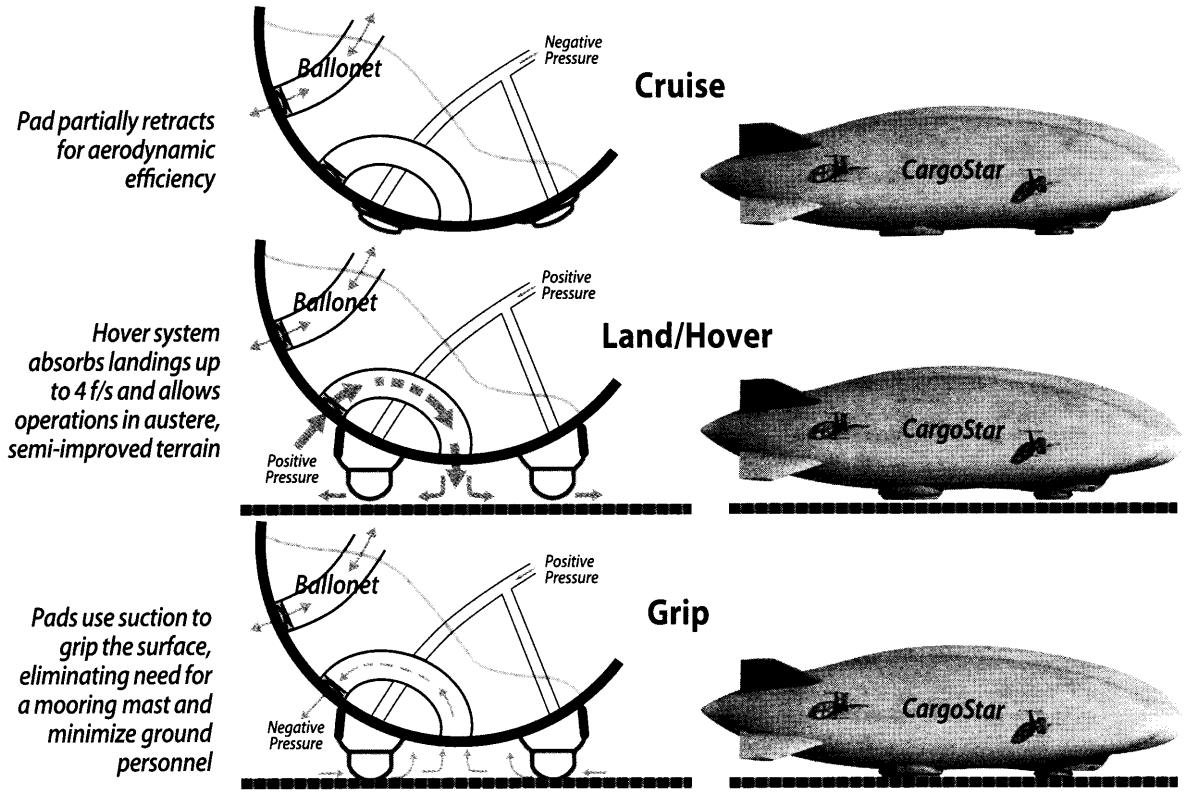 Negative
Pressure
Ballonet
Cruise
Pad partially retracts
for aerodynamic
efficiency
CargoStar
Positive
Pressure
Ballonet
Land/Hover
Hover system
absorbs landings up
to 4 f/s and allows
operations in austere,
semi-improved terrain
Positive
Pressure
CargoStar
Positive
Pressure
Ballonet
Grip
Pads use suction to
grip the surface,
eliminating need for
a mooring mast and
minimize ground
personnel
Negative
Pressure
CargoStar